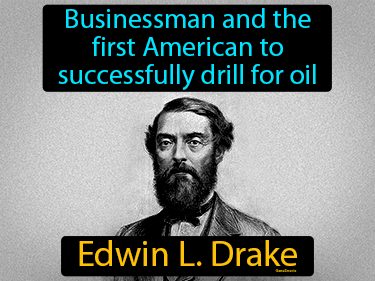 Businessman and the
first American to
successfully drill for oil
Edwin L. Drake